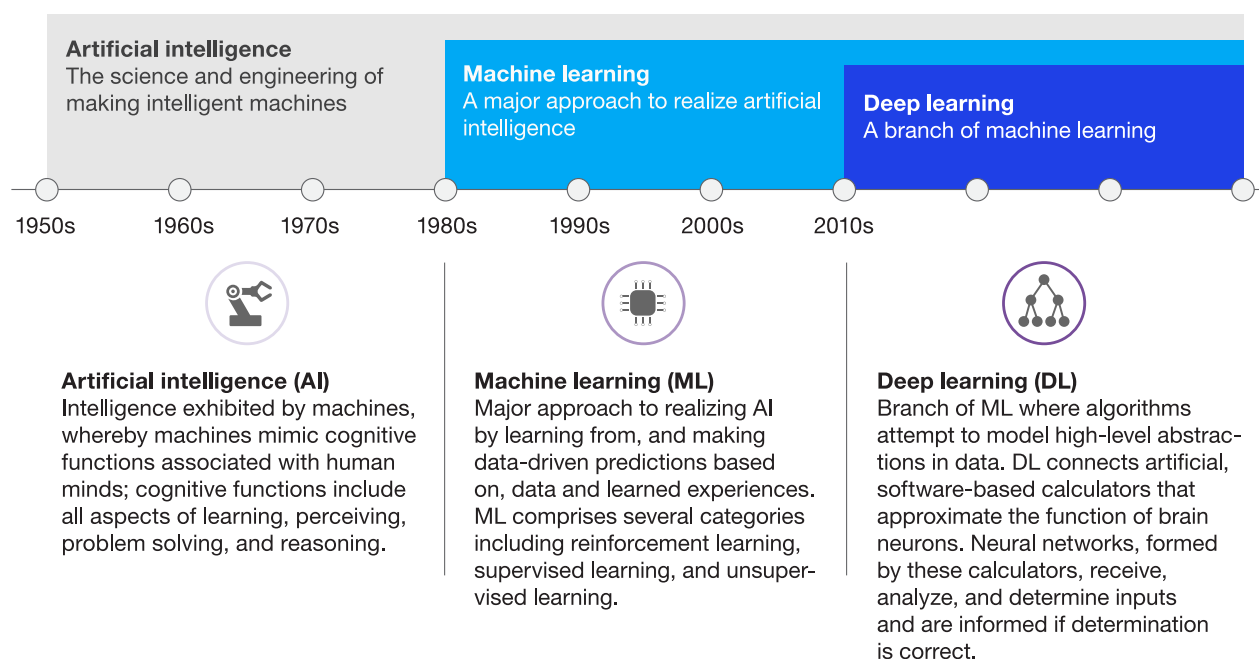 Artificial intelligence
The science and engineering of
making intelligent machines
Machine learning
A major approach to realize artificial
intelligence
Deep learning
A branch of machine learning
1950s
1960s
1970s
1980s
1990s
2000s
2010s
Artificial intelligence (AI)
Intelligence exhibited by machines,
whereby machines mimic cognitive
functions associated with human
minds; cognitive functions include
all aspects of learning, perceiving,
problem solving, and reasoning.
Machine learning (ML)
Major approach to realizing AI
by learning from, and making
data-driven predictions based
on, data and learned experiences.
ML comprises several categories
including reinforcement learning,
supervised learning, and unsuper-
vised learning.
Deep learning (DL)
Branch of ML where algorithms
attempt to model high-level abstrac-
tions in data. DL connects artificial,
software-based calculators that
approximate the function of brain
neurons. Neural networks, formed
by these calculators, receive,
analyze, and determine inputs
and are informed if determination
is correct.